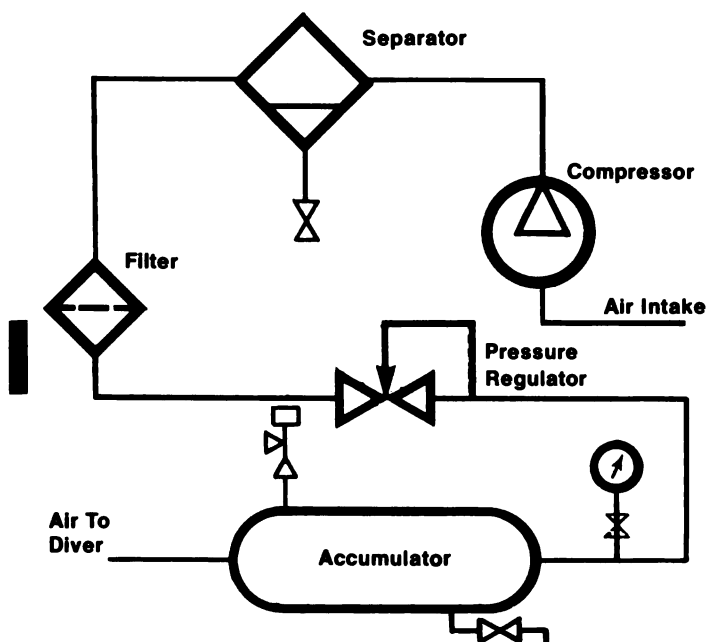 Separator
Compressor
Filter
Air Intake
Pressure
Regulator
Air To
Diver
Accumulator